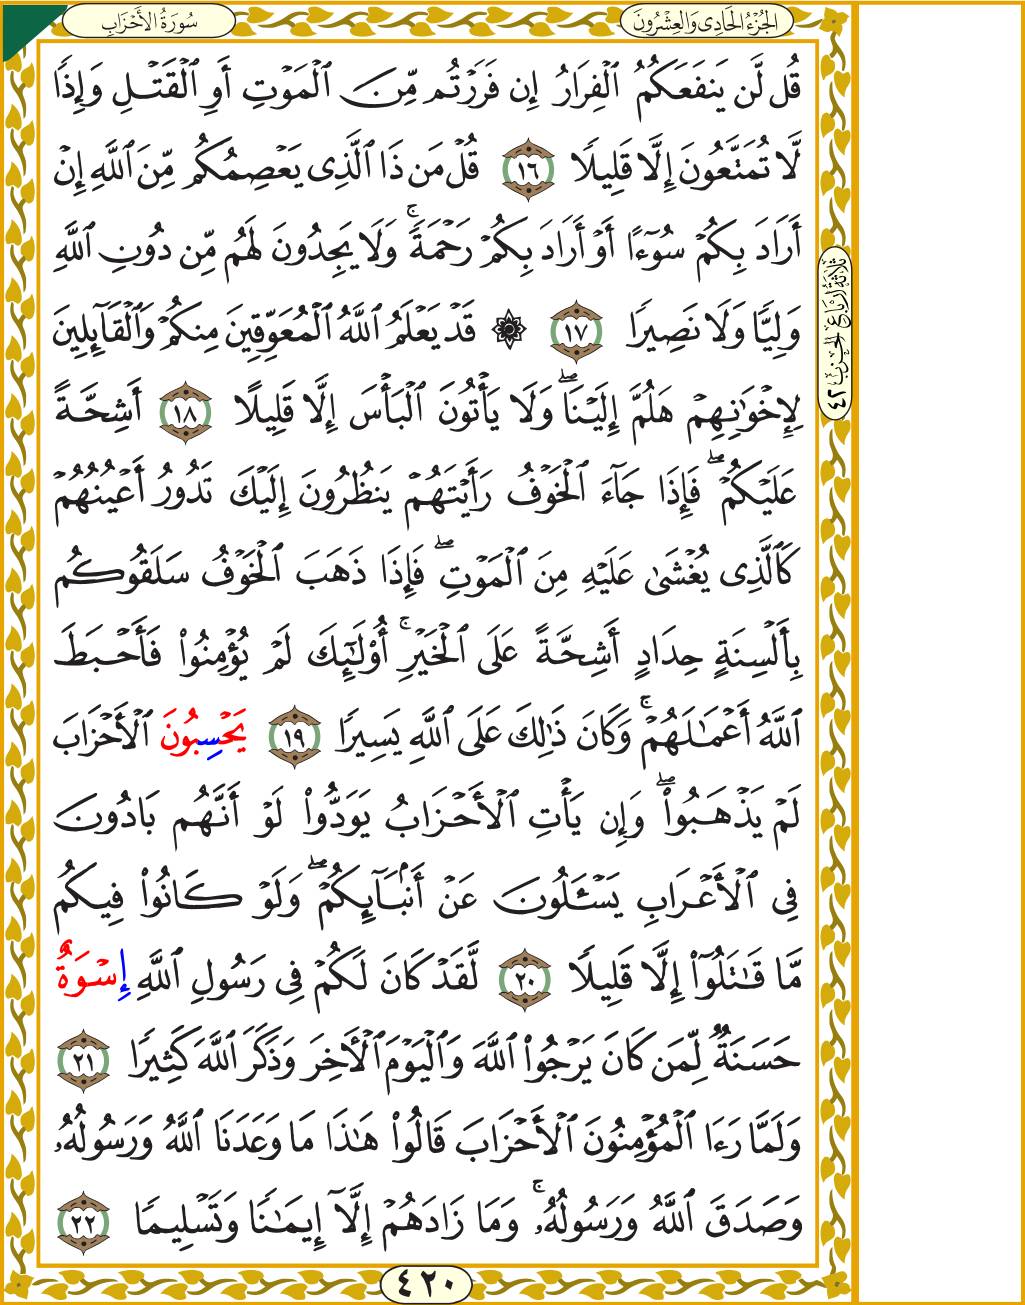 الجُزْءُ الحَادِي وَالعِشْرُونَ
سُورَةُ الأَحْزَابِ
قُل لَّن يَنفَعَكُمُ ٱلْفِرَارُ إِن فَرَرْتُم مِّنَ ٱلْمَوْتِ أَوِ ٱلْقَتْلِ وَإِذًا
لَّا تُمَتَّعُونَ إِلَّا قَلِيلًا ١٦ قُلْ مَن ذَا ٱلَّذِى يَعْصِمُكُم مِّنَ ٱللَّهِ إِنْ
أَرَادَ بِكُمْ سُوٓءًا أَوْ أَرَادَ بِكُمْ رَحْمَةً ۚ وَلَا يَجِدُونَ لَهُم مِّن دُونِ ٱللَّهِ
وَلِيًّا وَلَا نَصِيرًا ١٧ ۞ قَدْ يَعْلَمُ ٱللَّهُ ٱلْمُعَوِّقِينَ مِنكُمْ وَٱلْقَآئِلِينَ
لِإِخْوَٰنِهِمْ هَلُمَّ إِلَيْنَا ۖ وَلَا يَأْتُونَ ٱلْبَأْسَ إِلَّا قَلِيلًا ١٨ أَشِحَّةً
عَلَيْكُمْ ۖ فَإِذَا جَآءَ ٱلْخَوْفُ رَأَيْتَهُمْ يَنظُرُونَ إِلَيْكَ تَدُورُ أَعْيُنُهُمْ
كَٱلَّذِى يُغْشَىٰ عَلَيْهِ مِنَ ٱلْمَوْتِ ۖ فَإِذَا ذَهَبَ ٱلْخَوْفُ سَلَقُوكُم
بِأَلْسِنَةٍ حِدَادٍ أَشِحَّةً عَلَى ٱلْخَيْرِ ۚ أُو۟لَٰٓئِكَ لَمْ يُؤْمِنُوا۟ فَأَحْبَطَ
ٱللَّهُ أَعْمَٰلَهُمْ ۚ وَكَانَ ذَٰلِكَ عَلَى ٱللَّهِ يَسِيرًا ١٩ يَحْسِبُونَ ٱلْأَحْزَابَ
لَمْ يَذْهَبُوا۟ ۖ وَإِن يَأْتِ ٱلْأَحْزَابُ يَوَدُّوا۟ لَوْ أَنَّهُم بَادُونَ
فِى ٱلْأَعْرَابِ يَسْـَٔلُونَ عَنْ أَنۢبَآئِكُمْ ۖ وَلَوْ كَانُوا۟ فِيكُم
مَّا قَٰتَلُوٓا۟ إِلَّا قَلِيلًا ٢٠ لَّقَدْ كَانَ لَكُمْ فِى رَسُولِ ٱللَّهِ إِسْوَةٌ
حَسَنَةٌ لِّمَن كَانَ يَرْجُوا۟ ٱللَّهَ وَٱلْيَوْمَ ٱلْأَخِرَ وَذَكَرَ ٱللَّهَ كَثِيرًا ٢١
وَلَمَّا رَءَا ٱلْمُؤْمِنُونَ ٱلْأَحْزَابَ قَالُوا۟ هَٰذَا مَا وَعَدَنَا ٱللَّهُ وَرَسُولُهُۥ
وَصَدَقَ ٱللَّهُ وَرَسُولُهُۥ ۚ وَمَا زَادَهُمْ إِلَّآ إِيمَٰنًا وَتَسْلِيمًا ٢٢
ثَلَاثَةُ أَرْبَاعِ الحِزْبِ ٤٢
٤٢٠